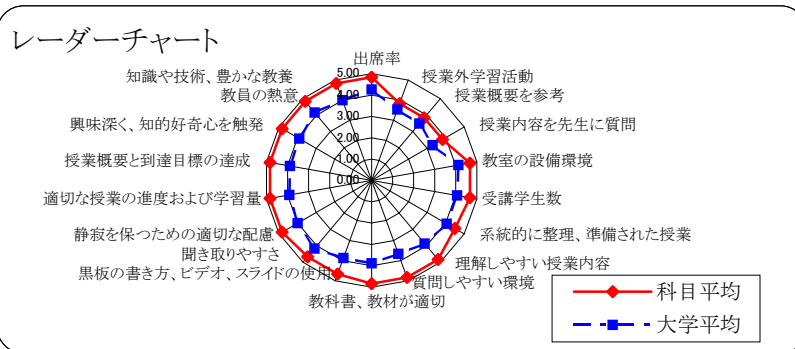 レーダーチャート
出席率
授業外学習活動
授業概要を参考
授業内容を先生に質問
教室の設備環境
受講学生数
系統的に整理、準備された授業
理解しやすい授業内容
質問しやすい環境
教科書、教材が適切
黒板の書き方、ビデオ、スライドの使用
聞き取りやすさ
静寂を保つための適切な配慮
適切な授業の進度および学習量
授業概要と到達目標の達成
興味深く、知的好奇心を触発
教員の熱意
知識や技術、豊かな教養
5.00
4.00
3.00
2.00
1.00
0.00
科目平均
大学平均